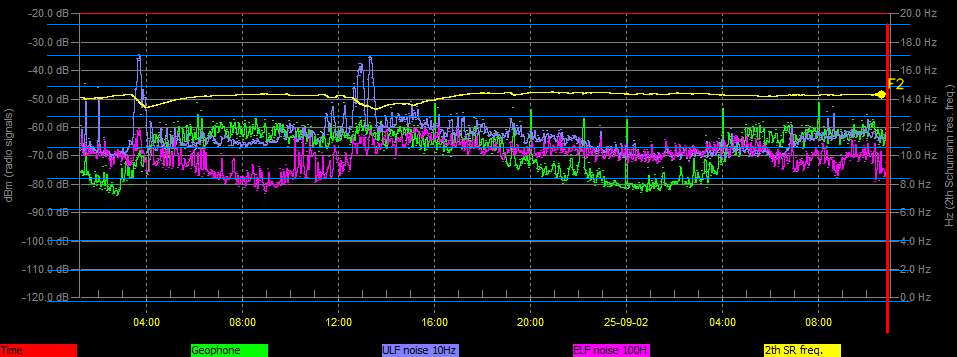 -20.0 dB 20.0 Hz
-30.0 dB 18.0 Hz
-40.0 dB 16.0 Hz
F2
-50.0 dB 14.0 Hz
-60.0 dB 12.0 Hz
-70.0 dB 10.0 Hz
-80.0 dB 8.0 Hz
-90.0 dB 6.0 Hz
-100.0 dB 4.0 Hz
-110.0 dB 2.0 Hz
-120.0 dB 0.0 Hz
dBm (radio signals)
Hz (2th Schumann res. freq.)
04:00 08:00 12:00 16:00 20:00 25-09-02 04:00 08:00
Time Geophone ULF noise 10Hz ELF noise 100H 2th SR freq.